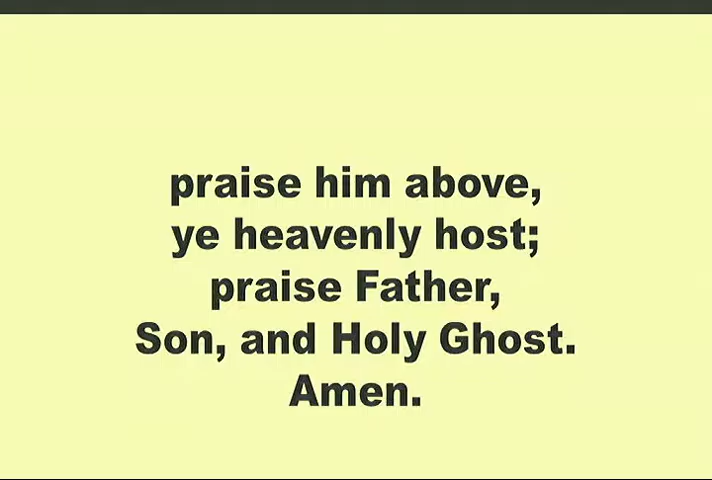 praise him above,
ye heavenly host;
praise Father,
Son, and Holy Ghost.
Amen.